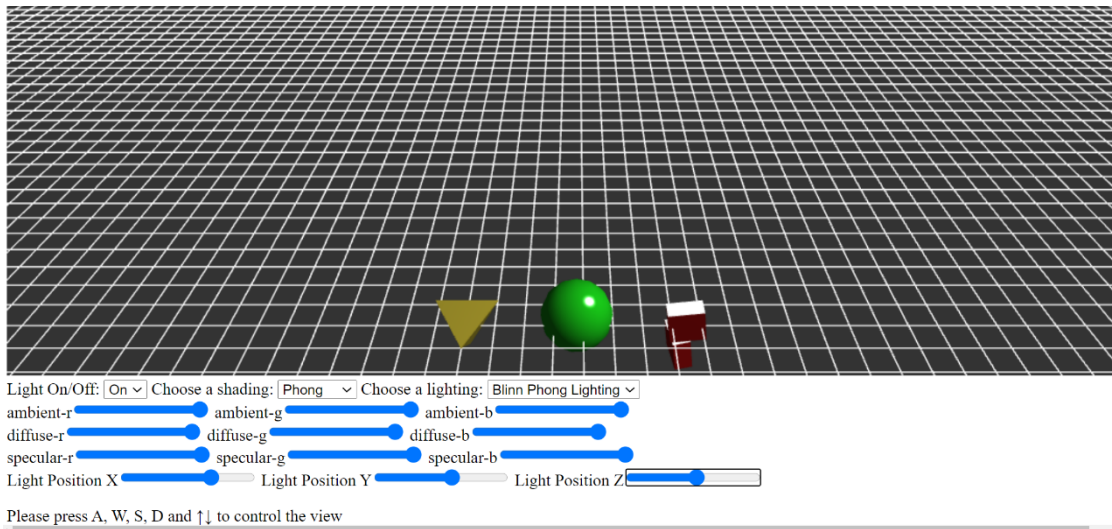 Light On/Off: On Choose a shading: Phong Choose a lighting: Blinn Phong Lighting
ambient-r ambient-g ambient-b
diffuse-r diffuse-g diffuse-b
specular-r specular-g specular-b
Light Position X Light Position Y Light Position Z
Please press A, W, S, D and ↑↓ to control the view